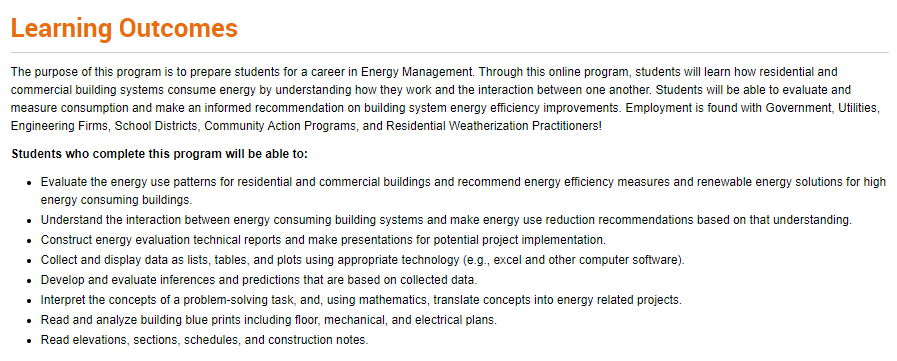 Learning Outcomes
The purpose of this program is to prepare students for a career in Energy Management. Through this online program, students will learn how residential and
commercial building systems consume energy by understanding how they work and the interaction between one another. Students will be able to evaluate and
measure consumption and make an informed recommendation on building system energy efficiency improvements. Employment is found with Government, Utilities,
Engineering Firms, School Districts, Community Action Programs, and Residential Weatherization Practitioners!
Students who complete this program will be able to:
• Evaluate the energy use patterns for residential and commercial buildings and recommend energy efficiency measures and renewable energy solutions for high
energy consuming buildings.
• Understand the interaction between energy consuming building systems and make energy use reduction recommendations based on that understanding.
• Construct energy evaluation technical reports and make presentations for potential project implementation.
• Collect and display data as lists, tables, and plots using appropriate technology (e.g., excel and other computer software).
• Develop and evaluate inferences and predictions that are based on collected data.
• Interpret the concepts of a problem-solving task, and, using mathematics, translate concepts into energy related projects.
• Read and analyze building blue prints including floor, mechanical, and electrical plans.
• Read elevations, sections, schedules, and construction notes.